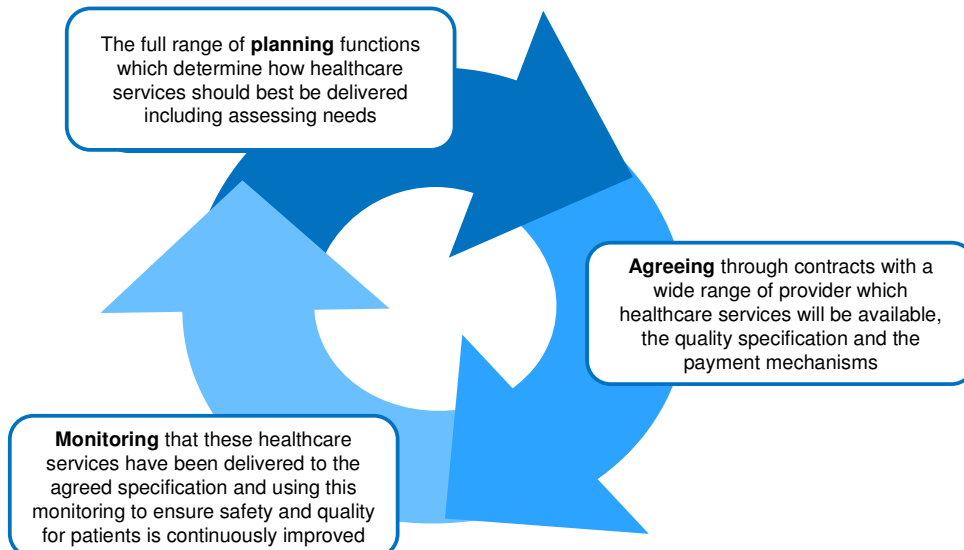 The full range of planning functions
which determine how healthcare
services should best be delivered
including assessing needs
Agreeing through contracts with a
wide range of provider which
healthcare services will be available,
the quality specification and the
payment mechanisms
Monitoring that these healthcare
services have been delivered to the
agreed specification and using this
monitoring to ensure safety and quality
for patients is continuously improved